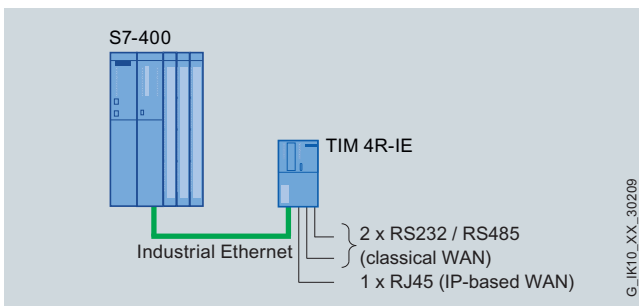 S7-400
TIM 4R-IE
Industrial Ethernet
2 x RS232 / RS485
(classical WAN)
1 x RJ45 (IP-based WAN)
G_IK10_XX_30209